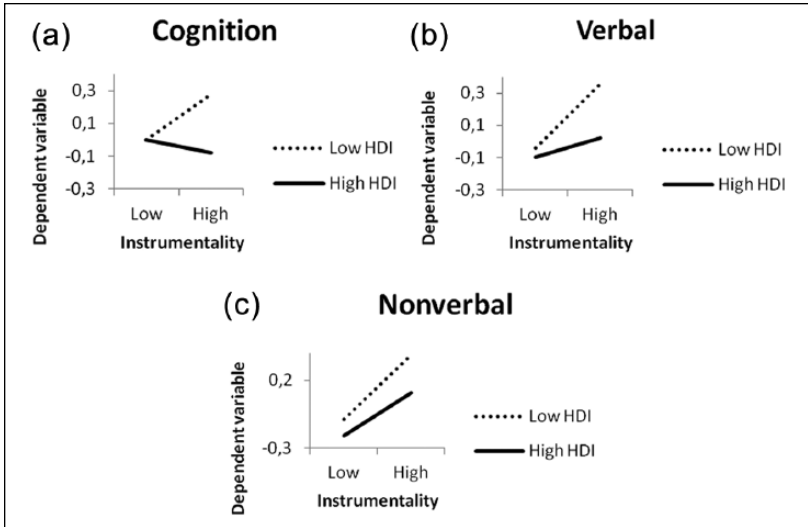 (a) Cognition
0,3
0,1
-0,1
-0,3
Dependent variable
Low HDI
High HDI
Low High
Instrumentality
(b) Verbal
0,3
0,1
-0,1
-0,3
Dependent variable
Low HDI
High HDI
Low High
Instrumentality
(c) Nonverbal
0,2
-0,3
Dependent variable
Low HDI
High HDI
Low High
Instrumentality